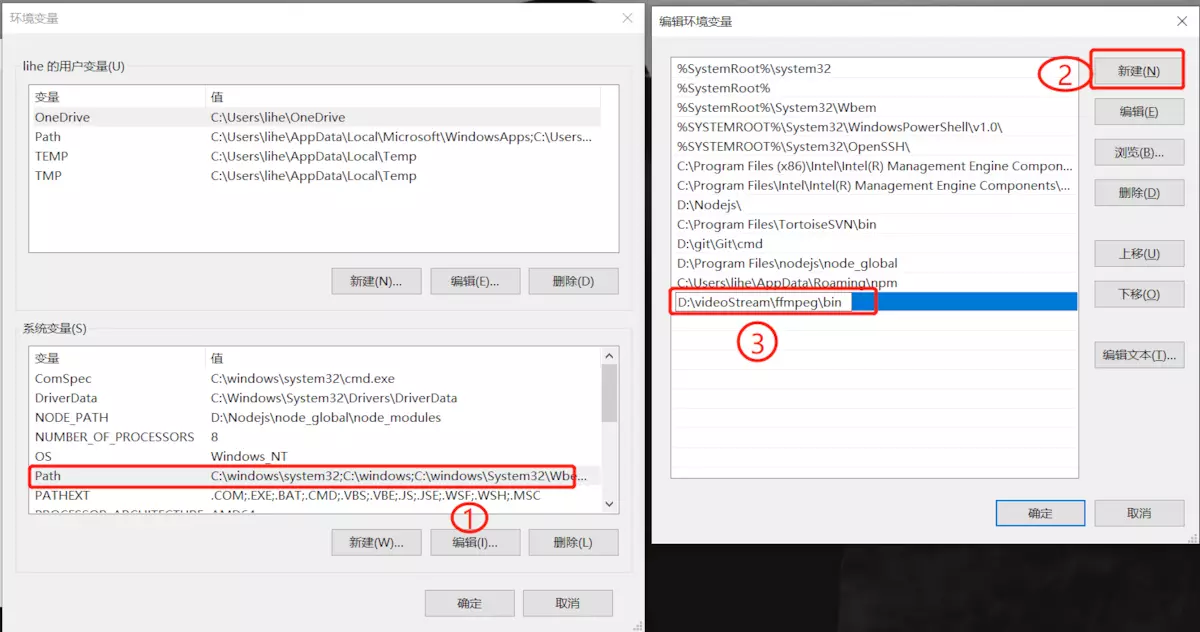 环境变量
lihe 的用户变量(U)
变量 值
OneDrive C:\Users\lihe\OneDrive
Path C:\Users\lihe\AppData\Local\Microsoft\WindowsApps;C:\Users...
TEMP C:\Users\lihe\AppData\Local\Temp
TMP C:\Users\lihe\AppData\Local\Temp
新建(N)... 编辑(E)... 删除(D)
系统变量(S)
变量 值
ComSpec C:\windows\system32\cmd.exe
DriverData C:\Windows\System32\Drivers\DriverData
NODE_PATH D:\Nodejs\node_global\node_modules
NUMBER_OF_PROCESSORS 8
OS Windows_NT
Path C:\windows\system32;C:\windows;C:\windows\System32\Wbe...
PATHEXT .COM;.EXE;.BAT;.CMD;.VBS;.VBE;.JS;.JSE;.WSF;.WSH;.MSC
PROCESSOR_ARCHITECTURE AMD64
1
新建(W)... 编辑(I)... 删除(L)
确定 取消
编辑环境变量
%SystemRoot%\system32
%SystemRoot%
%SystemRoot%\System32\Wbem
%SYSTEMROOT%\System32\WindowsPowerShell\v1.0\
%SYSTEMROOT%\System32\OpenSSH\
C:\Program Files (x86)\Intel\Intel(R) Management Engine Compon...
C:\Program Files\Intel\Intel(R) Management Engine Components\...
D:\Nodejs\
C:\Program Files\TortoiseSVN\bin
D:\git\Git\cmd
D:\Program Files\nodejs\node_global
C:\Users\lihe\AppData\Roaming\npm
D:\videoStream\ffmpeg\bin
3
2
新建(N)
编辑(E)
浏览(B)...
删除(D)
上移(U)
下移(O)
编辑文本(T)...
确定 取消